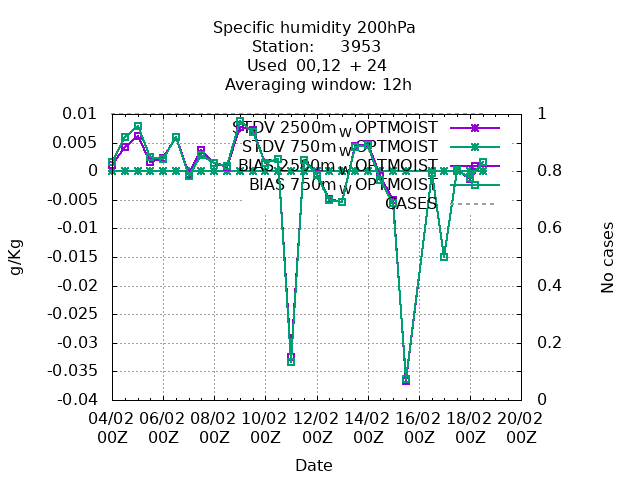 Specific humidity 200hPa
Station: 3953
Used 00,12 + 24
Averaging window: 12h
0.01
0.005
0
-0.005
-0.01
-0.015
-0.02
-0.025
-0.03
-0.035
-0.04
g/Kg
STDV 2500m W OPTMOIST
STDV 750m W OPTMOIST
BIAS 2500m W OPTMOIST
BIAS 750m W OPTMOIST
CASES
1
0.8
0.6
0.4
0.2
0
No cases
04/02 06/02 08/02 10/02 12/02 14/02 16/02 18/02 20/02
00Z 00Z 00Z 00Z 00Z 00Z 00Z 00Z 00Z
Date